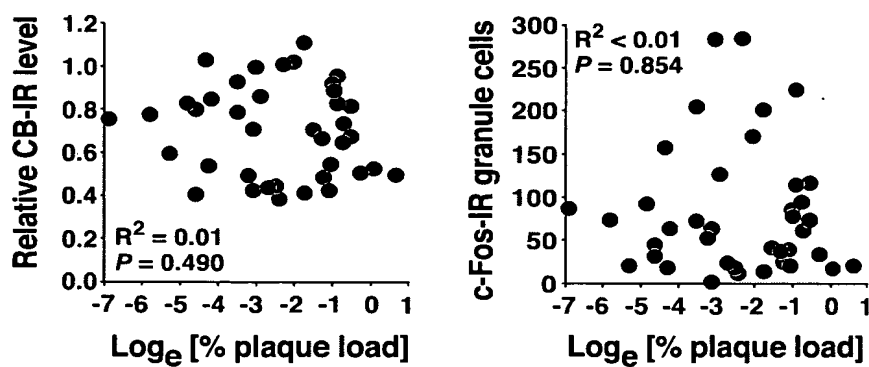 Relative CB-IR level
1.2
1.0
0.8
0.6
0.4
0.2
0.0
R² = 0.01
P = 0.490
-7 -6 -5 -4 -3 -2 -1 0 1
Logₑ [% plaque load]
c-Fos-IR granule cells
300
250
200
150
100
50
0
R² < 0.01
P = 0.854
-7 -6 -5 -4 -3 -2 -1 0 1
Logₑ [% plaque load]